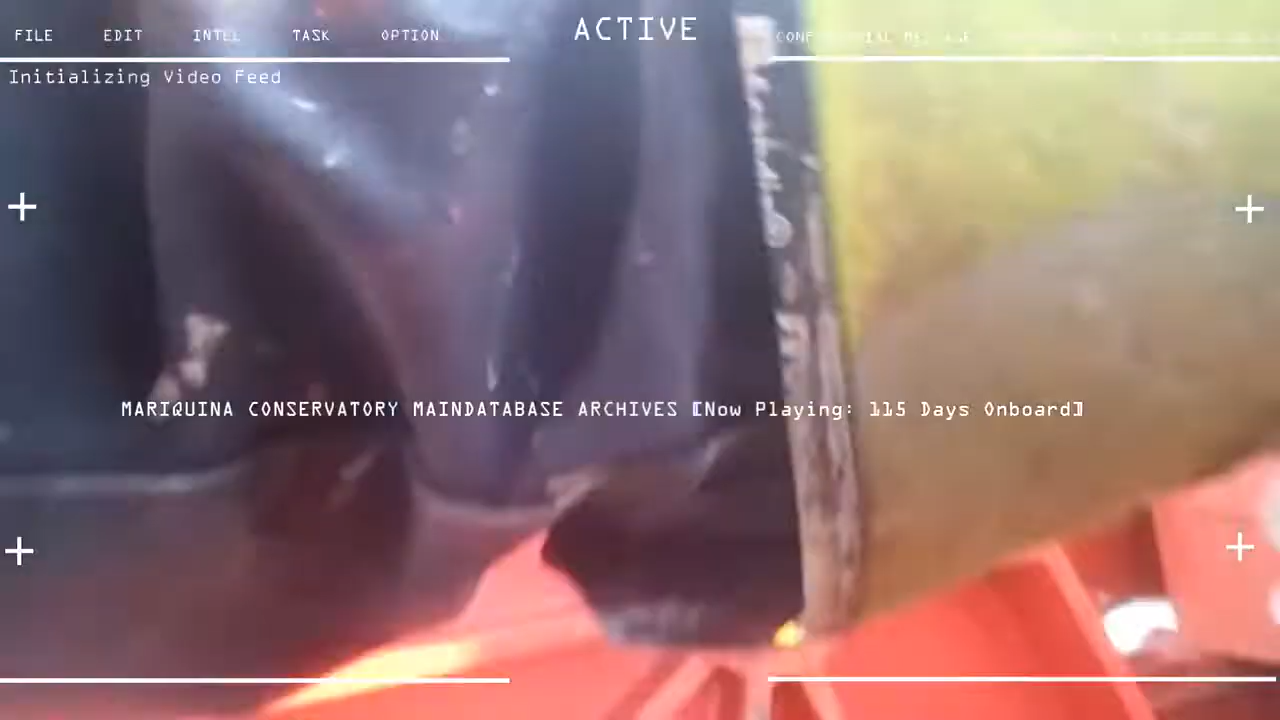 FILE EDIT INTEL TASK OPTION
ACTIVE
Initializing Video Feed
MARIQUINA CONSERVATORY MAINDATABASE ARCHIVES [Now Playing: 115 Days Onboard]